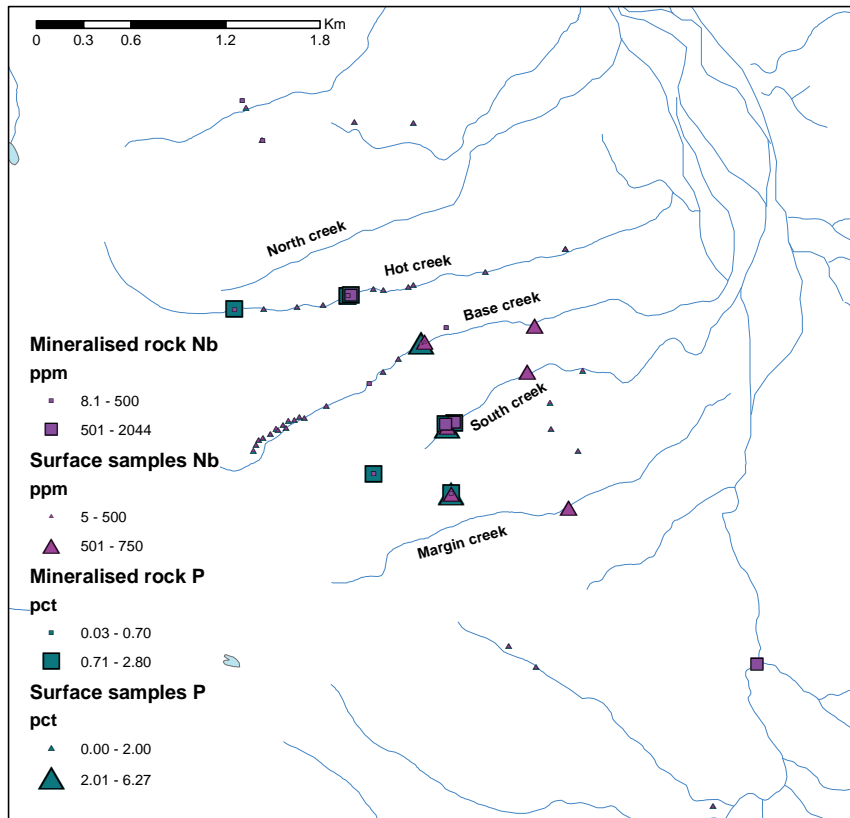 Km
0 0.3 0.6 1.2 1.8
North creek
Hot creek
Base creek
South creek
Margin creek
Mineralised rock Nb
ppm
8.1 - 500
501 - 2044
Surface samples Nb
ppm
5 - 500
501 - 750
Mineralised rock P
pct
0.03 - 0.70
0.71 - 2.80
Surface samples P
pct
0.00 - 2.00
2.01 - 6.27